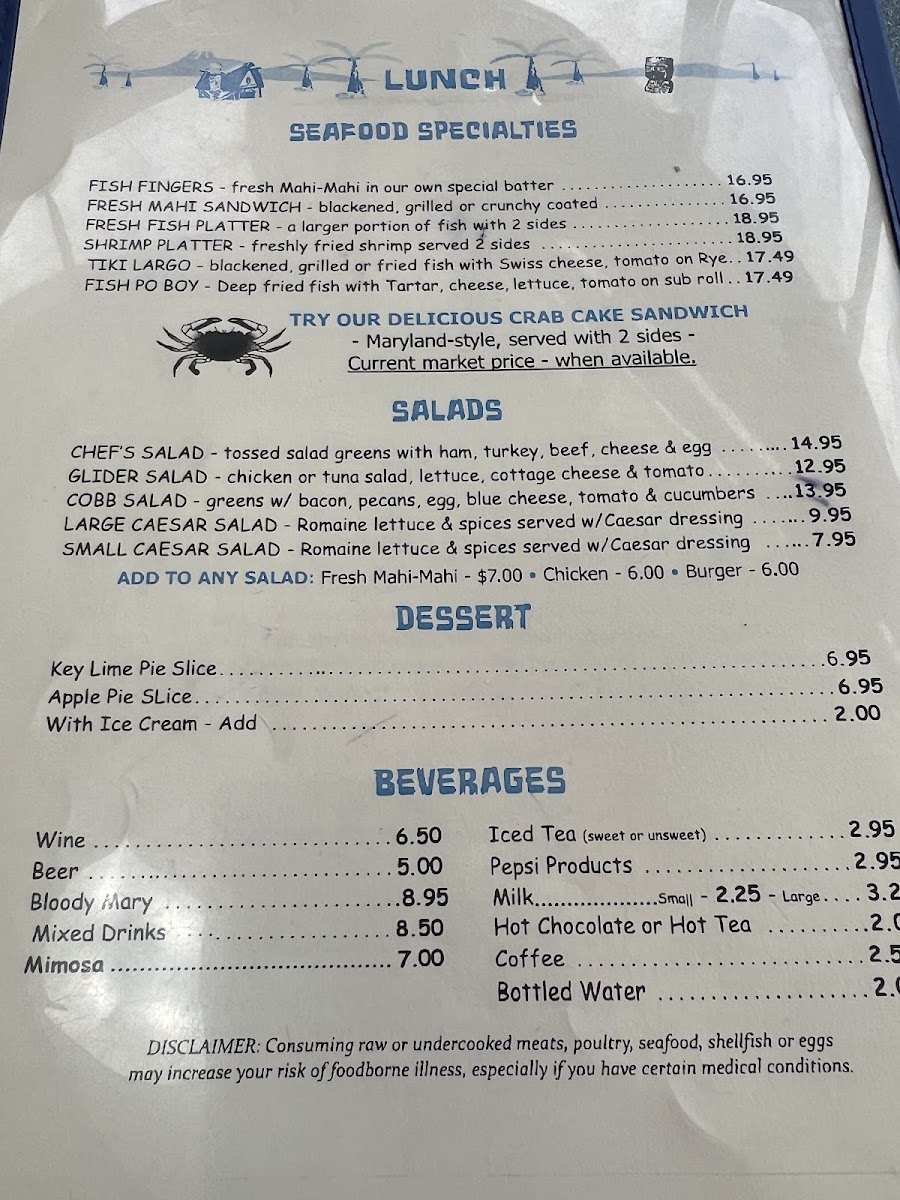 LUNCH
SEAFOOD SPECIALTIES
FISH FINGERS - fresh Mahi-Mahi in our own special batter ..................... 16.95
FRESH MAHI SANDWICH - blackened, grilled or crunchy coated ............... 16.95
FRESH FISH PLATTER - a larger portion of fish with 2 sides .................... 18.95
SHRIMP PLATTER - freshly fried shrimp served 2 sides ........................ 18.95
TIKI LARGO - blackened, grilled or fried fish with Swiss cheese, tomato on Rye.. 17.49
FISH PO BOY - Deep fried fish with Tartar, cheese, lettuce, tomato on sub roll.. 17.49
TRY OUR DELICIOUS CRAB CAKE SANDWICH
- Maryland-style, served with 2 sides -
Current market price - when available.
SALADS
CHEF'S SALAD - tossed salad greens with ham, turkey, beef, cheese & egg ......... 14.95
GLIDER SALAD - chicken or tuna salad, lettuce, cottage cheese & tomato.......... 12.95
COBB SALAD - greens w/ bacon, pecans, egg, blue cheese, tomato & cucumbers ....13.95
LARGE CAESAR SALAD - Romaine lettuce & spices served w/Caesar dressing .......9.95
SMALL CAESAR SALAD - Romaine lettuce & spices served w/Caesar dressing ......7.95
ADD TO ANY SALAD: Fresh Mahi-Mahi - $7.00 • Chicken - 6.00 • Burger - 6.00
DESSERT
Key Lime Pie Slice..........................................................6.95
Apple Pie SLice.............................................................6.95
With Ice Cream - Add ...................................................... 2.00
BEVERAGES
Wine ............................. 6.50
Beer ............................. 5.00
Bloody Mary .......................8.95
Mixed Drinks ..................... 8.50
Mimosa ........................... 7.00
Iced Tea (sweet or unsweet) ............. 2.95
Pepsi Products ....................2.95
Milk...................Small - 2.25 - Large.... 3.2
Hot Chocolate or Hot Tea ..........2.
Coffee ............................2.5
Bottled Water .....................2.
DISCLAIMER: Consuming raw or undercooked meats, poultry, seafood, shellfish or eggs
may increase your risk of foodborne illness, especially if you have certain medical conditions.